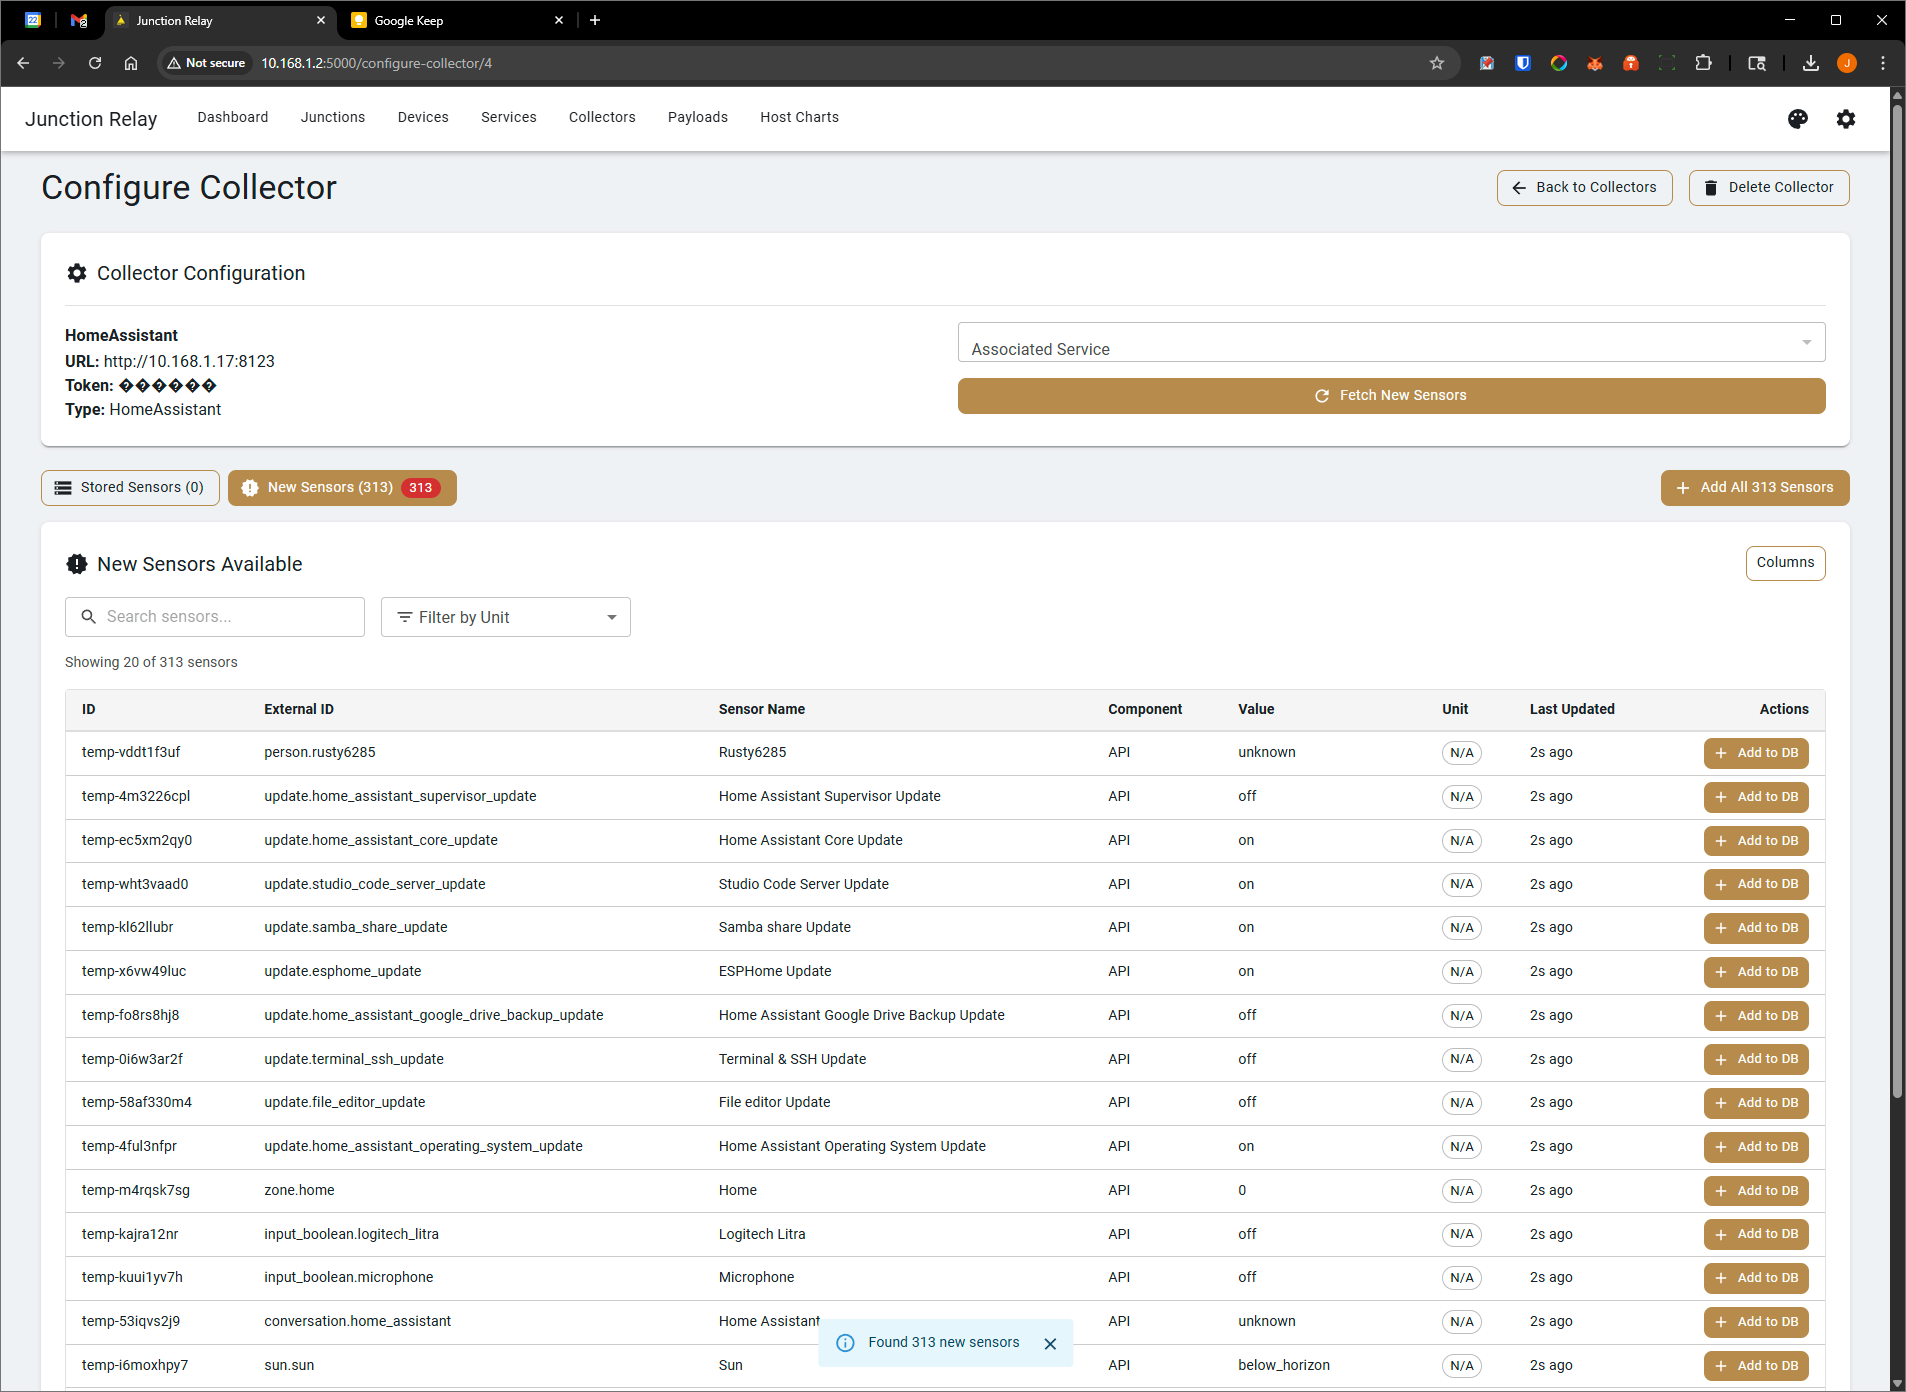 Junction Relay
Google Keep
Not secure
10.168.1.2:5000/configure-collector/4
Junction Relay Dashboard Junctions Devices Services Collectors Payloads Host Charts
Configure Collector
Back to Collectors Delete Collector
Collector Configuration
HomeAssistant
URL: http://10.168.1.17:8123
Token: ������
Type: HomeAssistant
Associated Service
Fetch New Sensors
Stored Sensors (0) New Sensors (313) 313 Add All 313 Sensors
New Sensors Available Columns
Search sensors... Filter by Unit
Showing 20 of 313 sensors
ID External ID Sensor Name Component Value Unit Last Updated Actions
temp-vddt1f3uf person.rusty6285 Rusty6285 API unknown N/A 2s ago Add to DB
temp-4m3226cpl update.home_assistant_supervisor_update Home Assistant Supervisor Update API off N/A 2s ago Add to DB
temp-ec5xm2qy0 update.home_assistant_core_update Home Assistant Core Update API on N/A 2s ago Add to DB
temp-wht3vaad0 update.studio_code_server_update Studio Code Server Update API on N/A 2s ago Add to DB
temp-kl62llubr update.samba_share_update Samba share Update API on N/A 2s ago Add to DB
temp-x6vw49luc update.esphome_update ESPHome Update API on N/A 2s ago Add to DB
temp-fo8rs8hj8 update.home_assistant_google_drive_backup_update Home Assistant Google Drive Backup Update API off N/A 2s ago Add to DB
temp-0i6w3ar2f update.terminal_ssh_update Terminal & SSH Update API off N/A 2s ago Add to DB
temp-58af330m4 update.file_editor_update File editor Update API off N/A 2s ago Add to DB
temp-4ful3nfpr update.home_assistant_operating_system_update Home Assistant Operating System Update API on N/A 2s ago Add to DB
temp-m4rqsk7sg zone.home Home API 0 N/A 2s ago Add to DB
temp-kajra12nr input_boolean.logitech_litra Logitech Litra API off N/A 2s ago Add to DB
temp-kuui1yv7h input_boolean.microphone Microphone API off N/A 2s ago Add to DB
temp-53iqvs2j9 conversation.home_assistant Home Assistant API unknown N/A 2s ago Add to DB
Found 313 new sensors
temp-i6moxhpy7 sun.sun Sun API below_horizon N/A 2s ago Add to DB